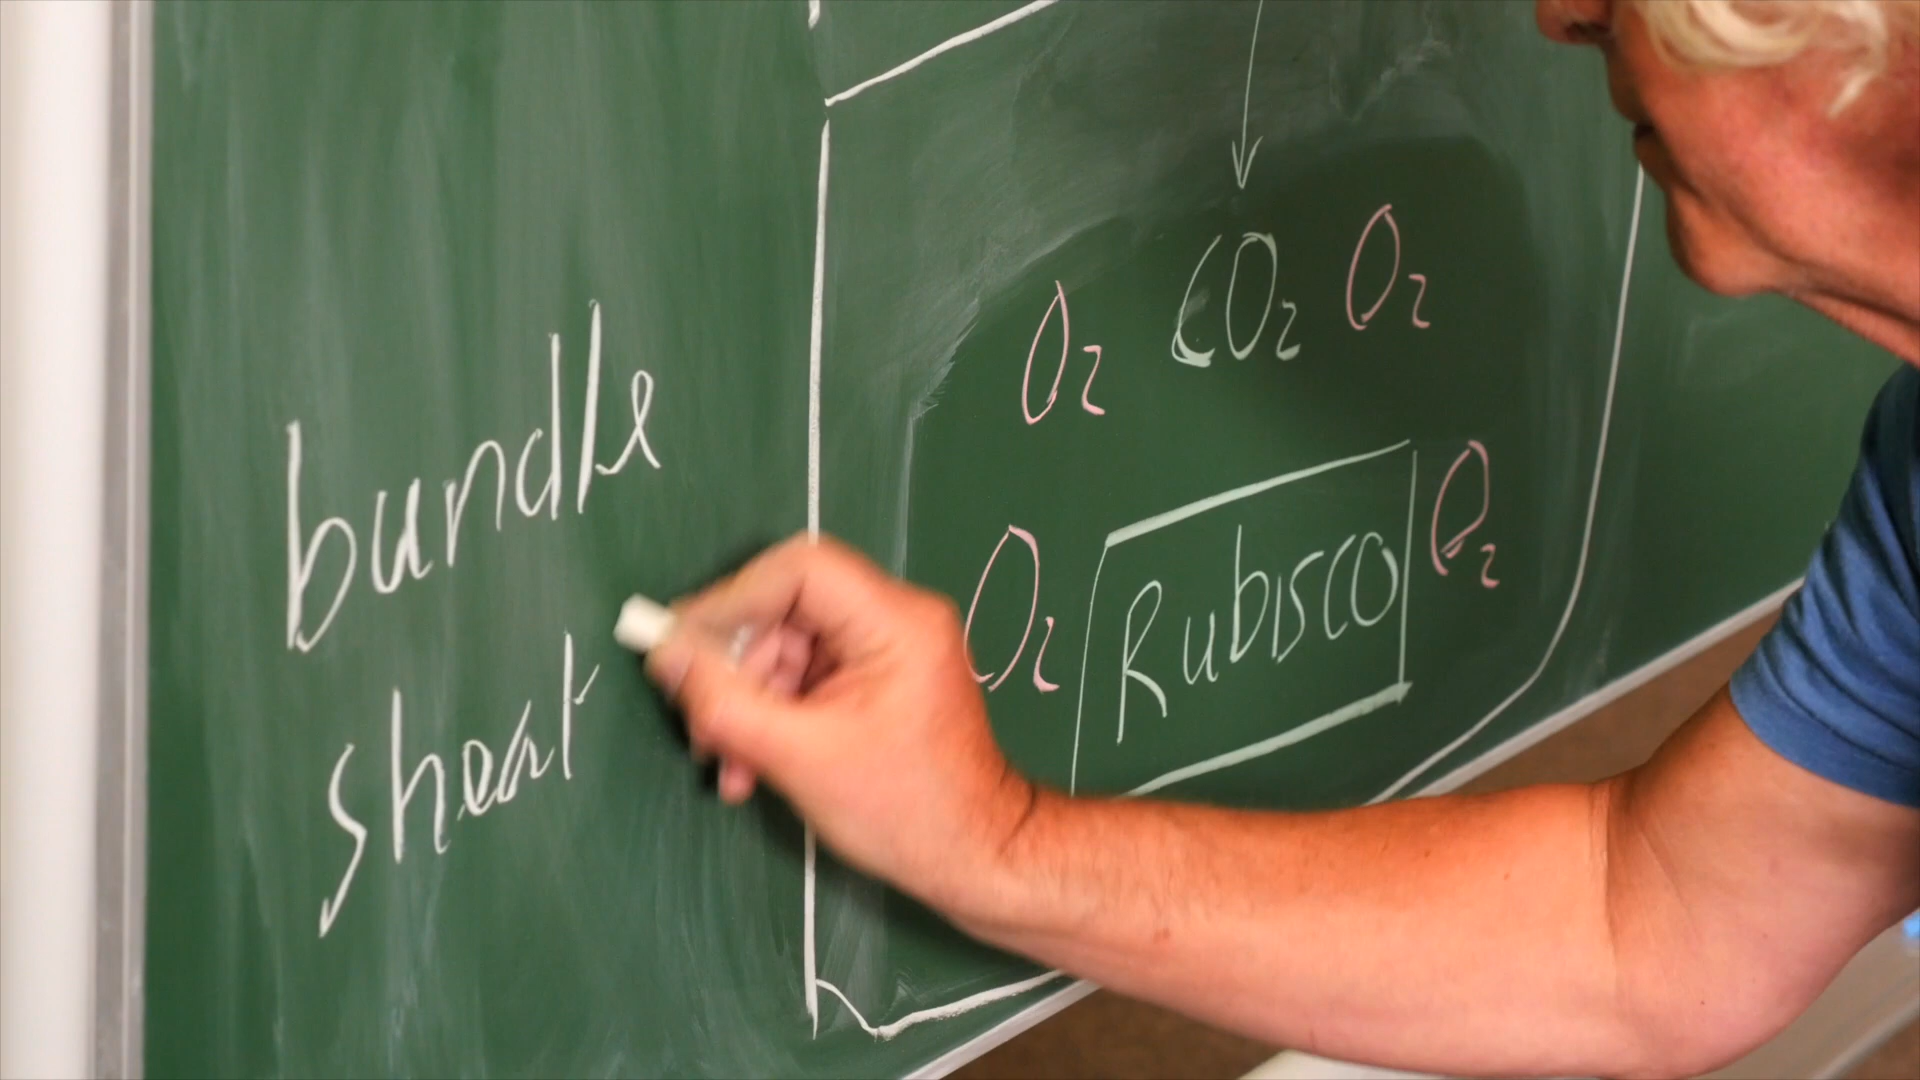 bundle
sheat
CO₂ O₂
O₂
O₂ Rubisco O₂